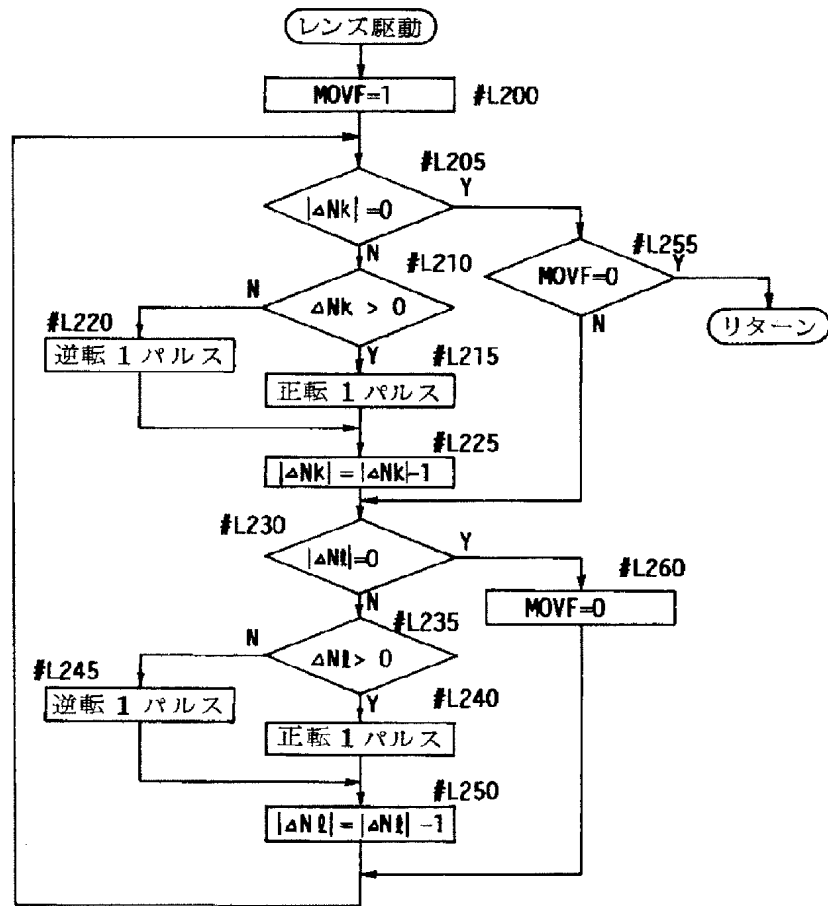 レンズ駆動
MOVF=1 #L200
#L205
Y
|ΔNk|=0
N
#L210
#L255
Y
MOVF=0
N
N
ΔNk > 0
リターン
#L220
Y
#L215
逆転 1 パルス
正転 1 パルス
#L225
|ΔNk|=|ΔNk|-1
#L230
Y
|ΔNℓ|=0
#L260
N
MOVF=0
#L235
N
ΔNℓ> 0
#L245
Y
#L240
逆転 1 パルス
正転 1 パルス
#L250
|ΔNℓ|=|ΔNℓ|-1